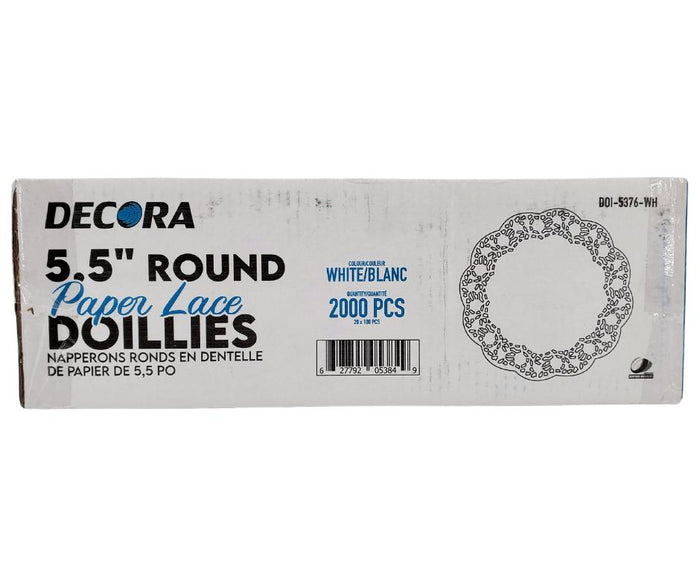 DECORA
5.5" ROUND
Paper Lace
DOILLIES
NAPPERONS RONDS EN DENTELLE
DE PAPIER DE 5,5 PO
COLOUR/COULEUR
WHITE/BLANC
QUANTITY/QUANTITÉ
2000 PCS
20 x 100 PCS
6 27792 05384 9
DOI-5376-WH